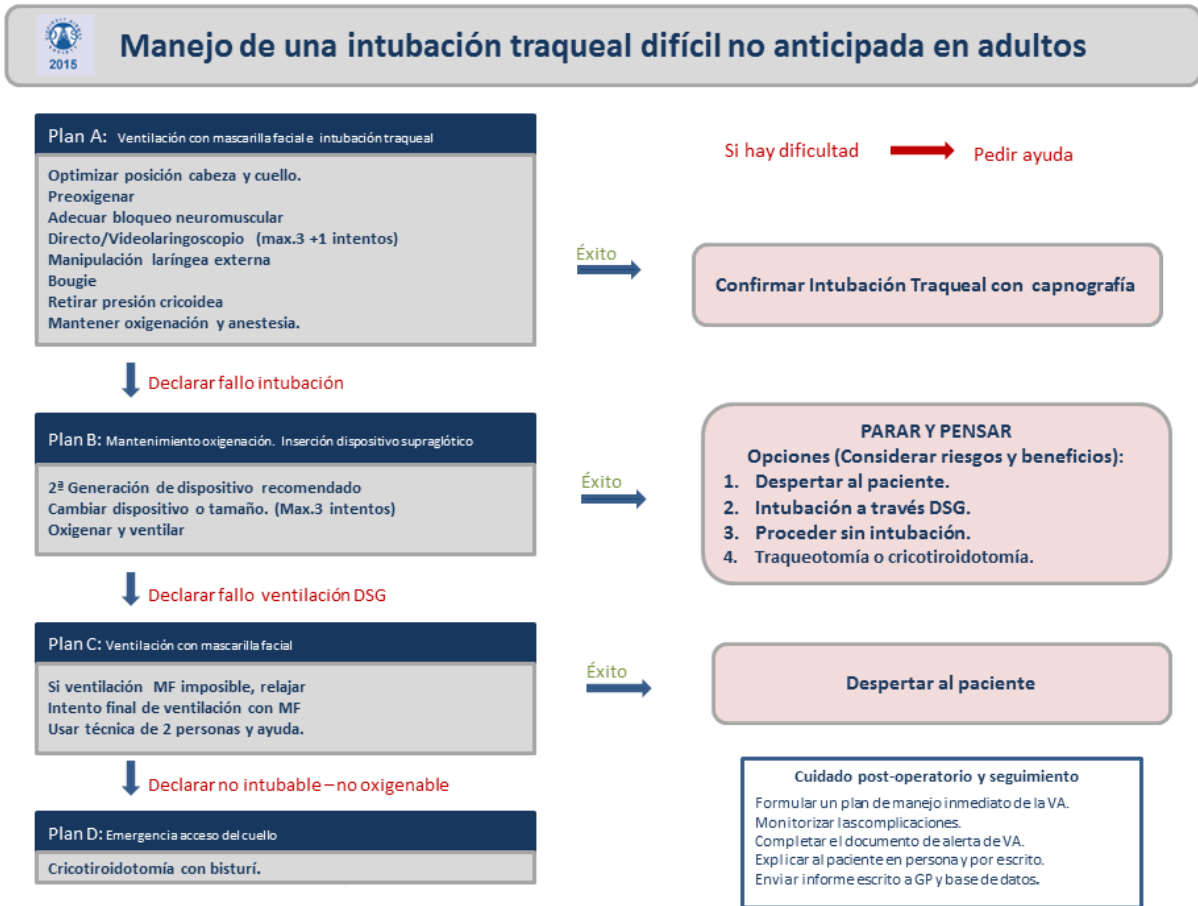 2015
Manejo de una intubación traqueal difícil no anticipada en adultos
Plan A: Ventilación con mascarilla facial e intubación traqueal
Optimizar posición cabeza y cuello.
Preoxigenar
Adecuar bloqueo neuromuscular
Directo/Videolaringoscopio (max.3 +1 intentos)
Manipulación laríngea externa
Bougie
Retirar presión cricoidea
Mantener oxigenación y anestesia.
Si hay dificultad
Pedir ayuda
Éxito
Confirmar Intubación Traqueal con capnografía
Declarar fallo intubación
Plan B: Mantenimiento oxigenación. Inserción dispositivo supraglótico
2ª Generación de dispositivo recomendado
Cambiar dispositivo o tamaño. (Max.3 intentos)
Oxigenar y ventilar
Éxito
PARAR Y PENSAR
Opciones (Considerar riesgos y beneficios):
1. Despertar al paciente.
2. Intubación a través DSG.
3. Proceder sin intubación.
4. Traqueotomía o cricotiroidotomía.
Declarar fallo ventilación DSG
Plan C: Ventilación con mascarilla facial
Si ventilación MF imposible, relajar
Intento final de ventilación con MF
Usar técnica de 2 personas y ayuda.
Éxito
Despertar al paciente
Declarar no intubable – no oxigenable
Plan D: Emergencia acceso del cuello
Cricotiroidotomía con bisturí.
Cuidado post-operatorio y seguimiento
Formular un plan de manejo inmediato de la VA.
Monitorizar lascomplicaciones.
Completar el documento de alerta de VA.
Explicar al paciente en persona y por escrito.
Enviar informe escrito a GP y base de datos.